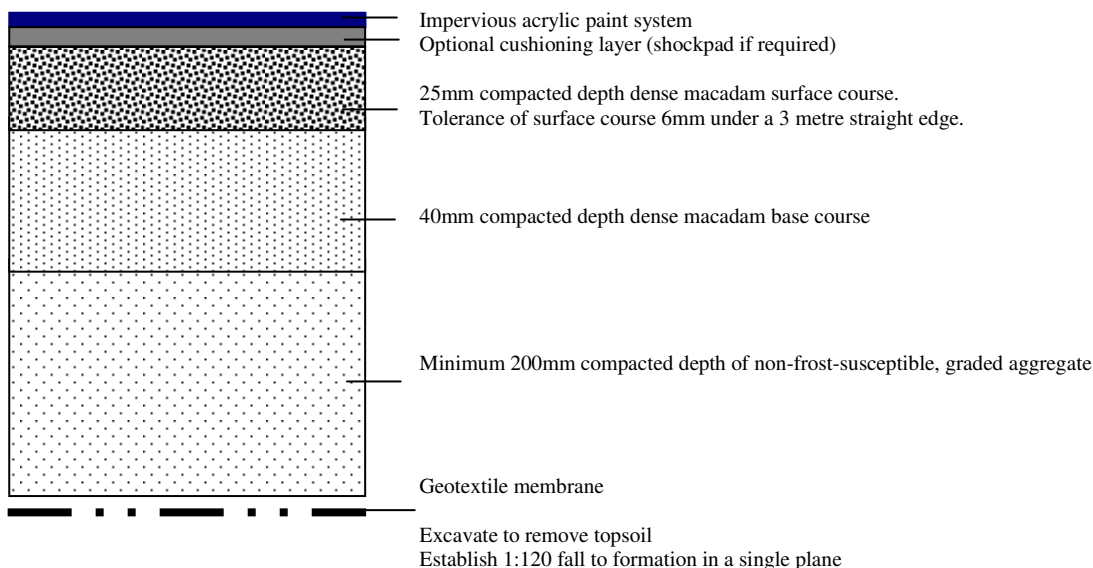 Impervious acrylic paint system
Optional cushioning layer (shockpad if required)
25mm compacted depth dense macadam surface course.
Tolerance of surface course 6mm under a 3 metre straight edge.
40mm compacted depth dense macadam base course
Minimum 200mm compacted depth of non-frost-susceptible, graded aggregate
Geotextile membrane
Excavate to remove topsoil
Establish 1:120 fall to formation in a single plane